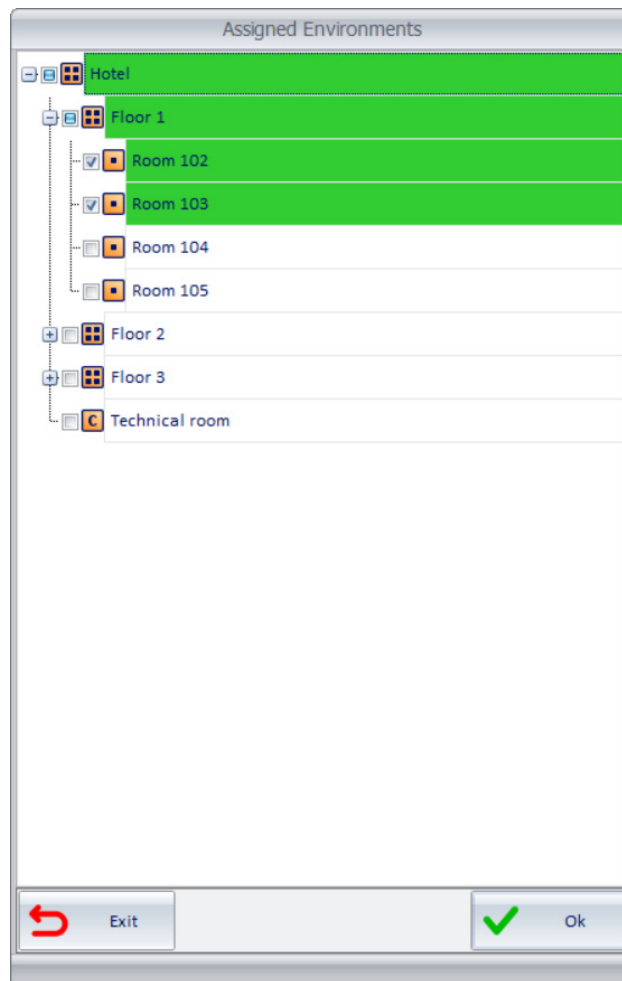 Assigned Environments
Hotel
Floor 1
Room 102
Room 103
Room 104
Room 105
Floor 2
Floor 3
C Technical room
Exit
Ok